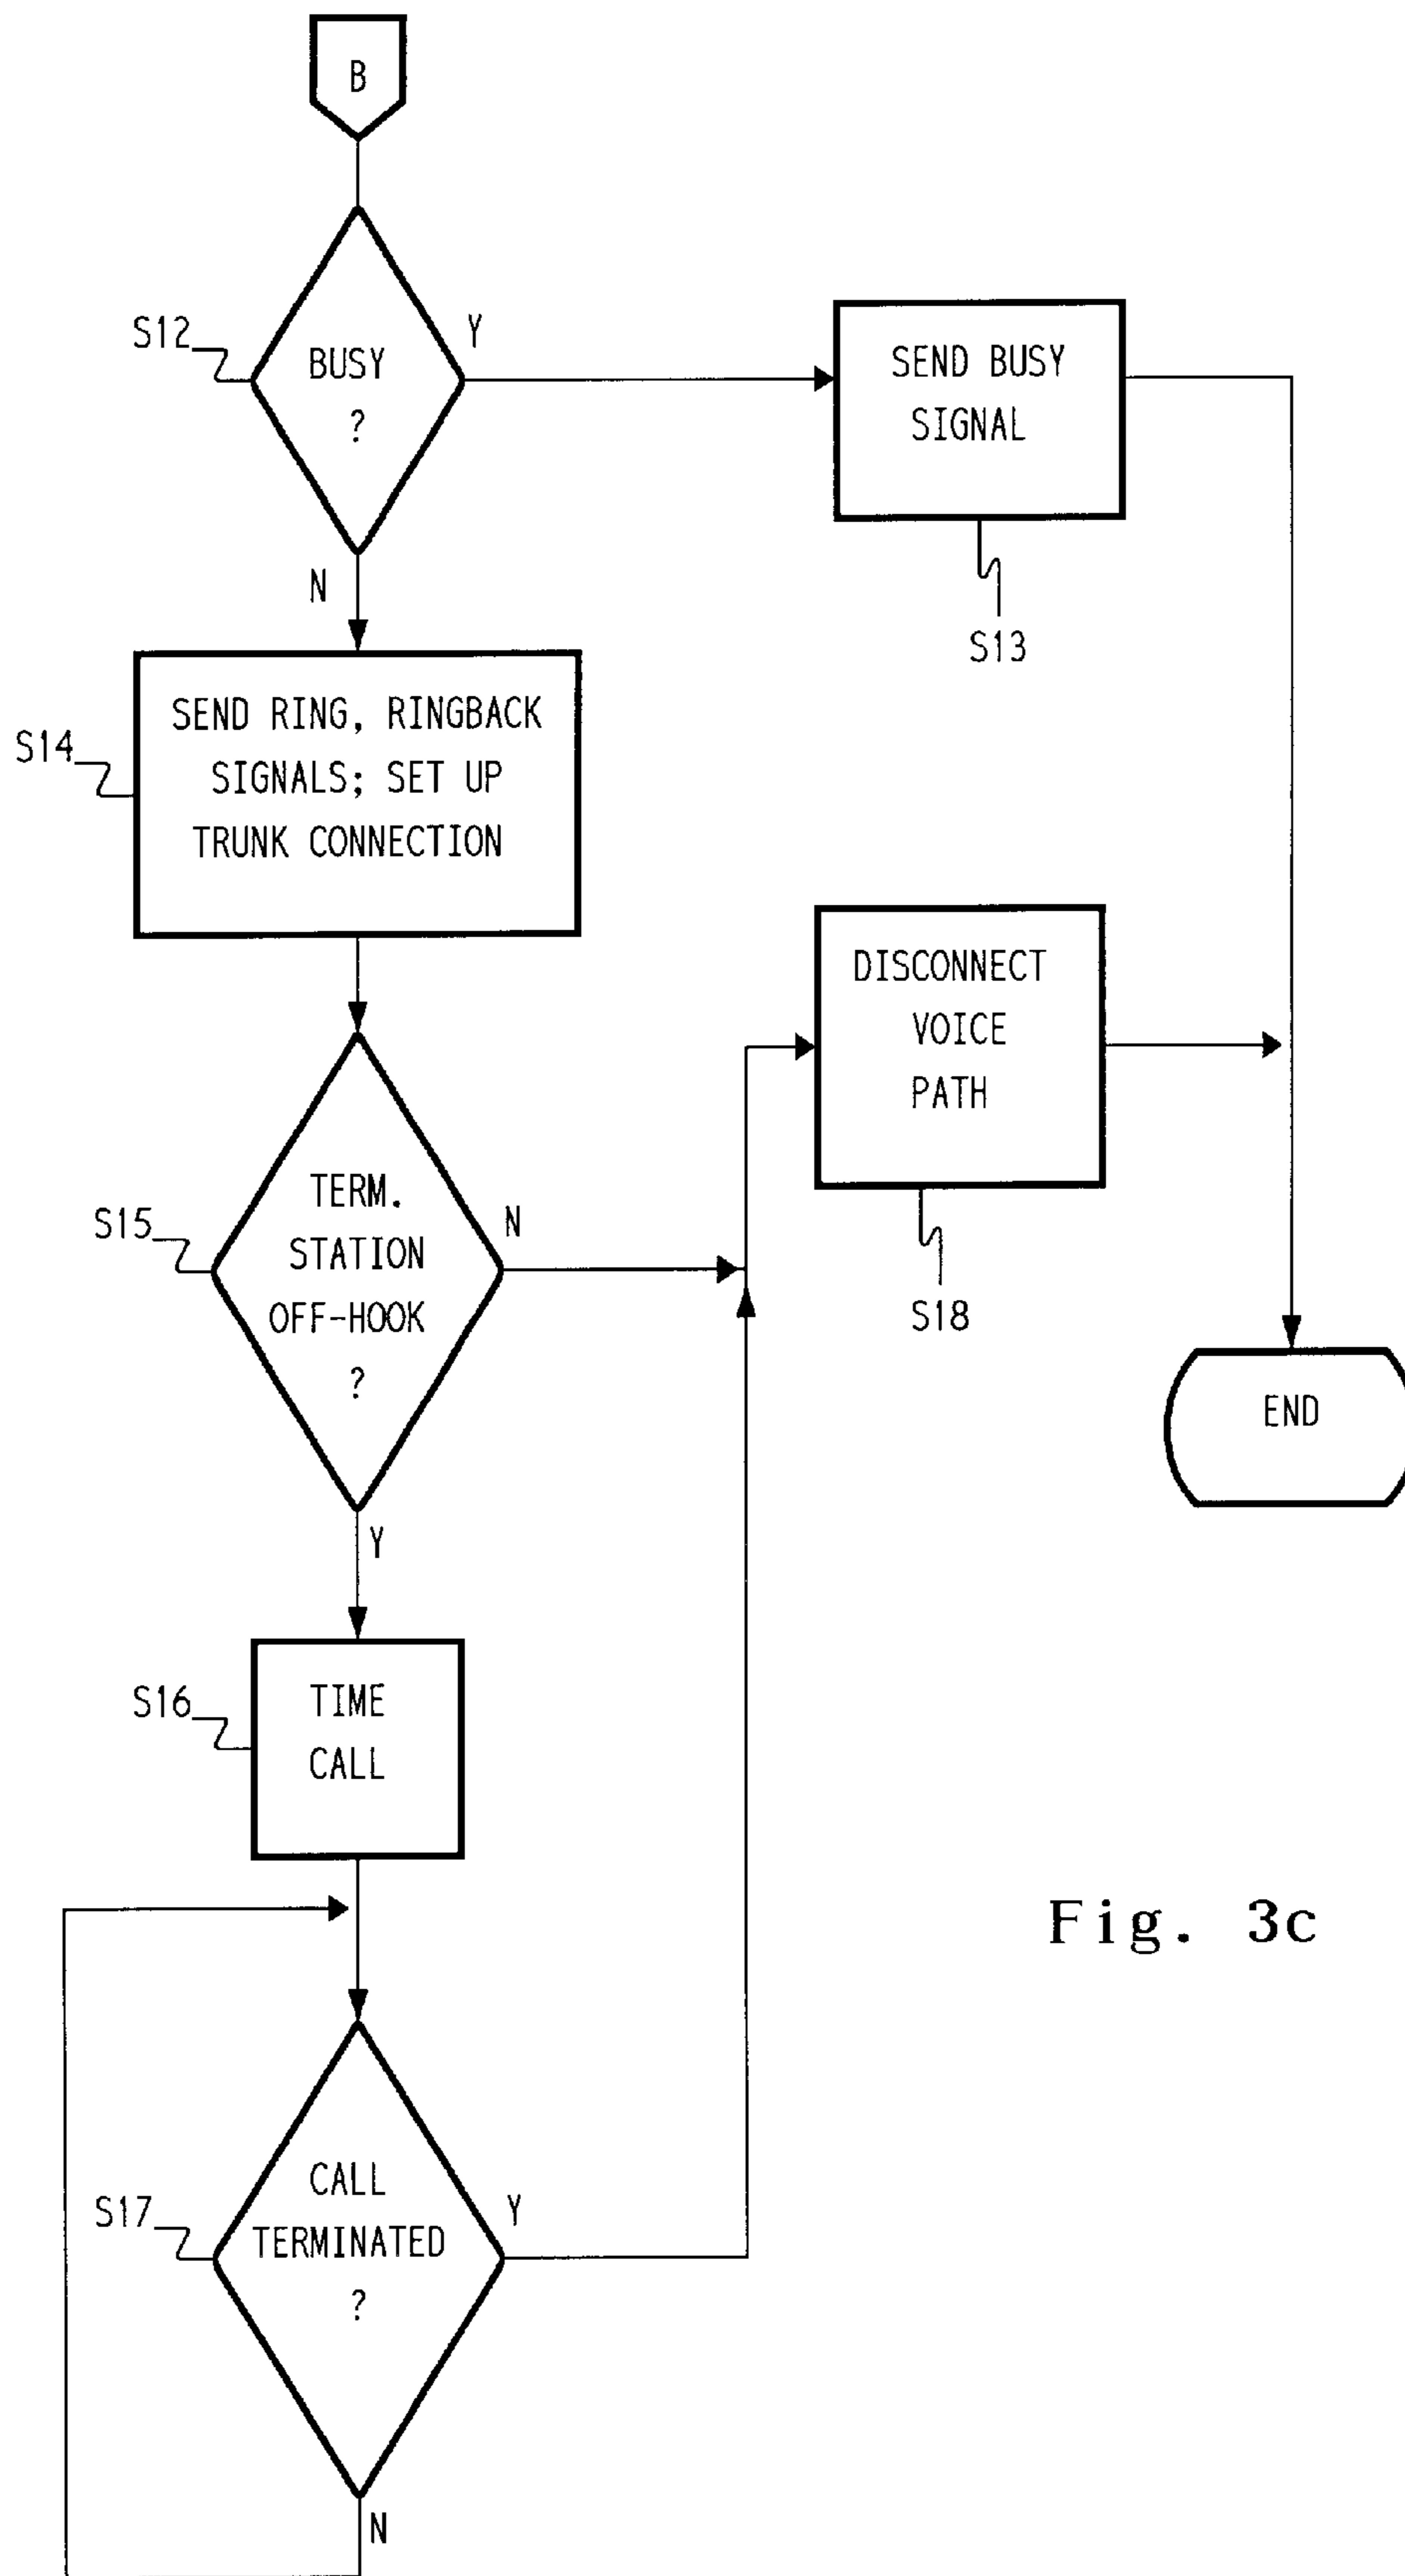 B
S12
BUSY
?
Y
N
SEND BUSY
SIGNAL
S13
S14
SEND RING, RINGBACK
SIGNALS; SET UP
TRUNK CONNECTION
DISCONNECT
VOICE
PATH
S18
S15
TERM.
STATION
OFF-HOOK
?
N
Y
END
S16
TIME
CALL
Fig. 3c
S17
CALL
TERMINATED
?
Y
N